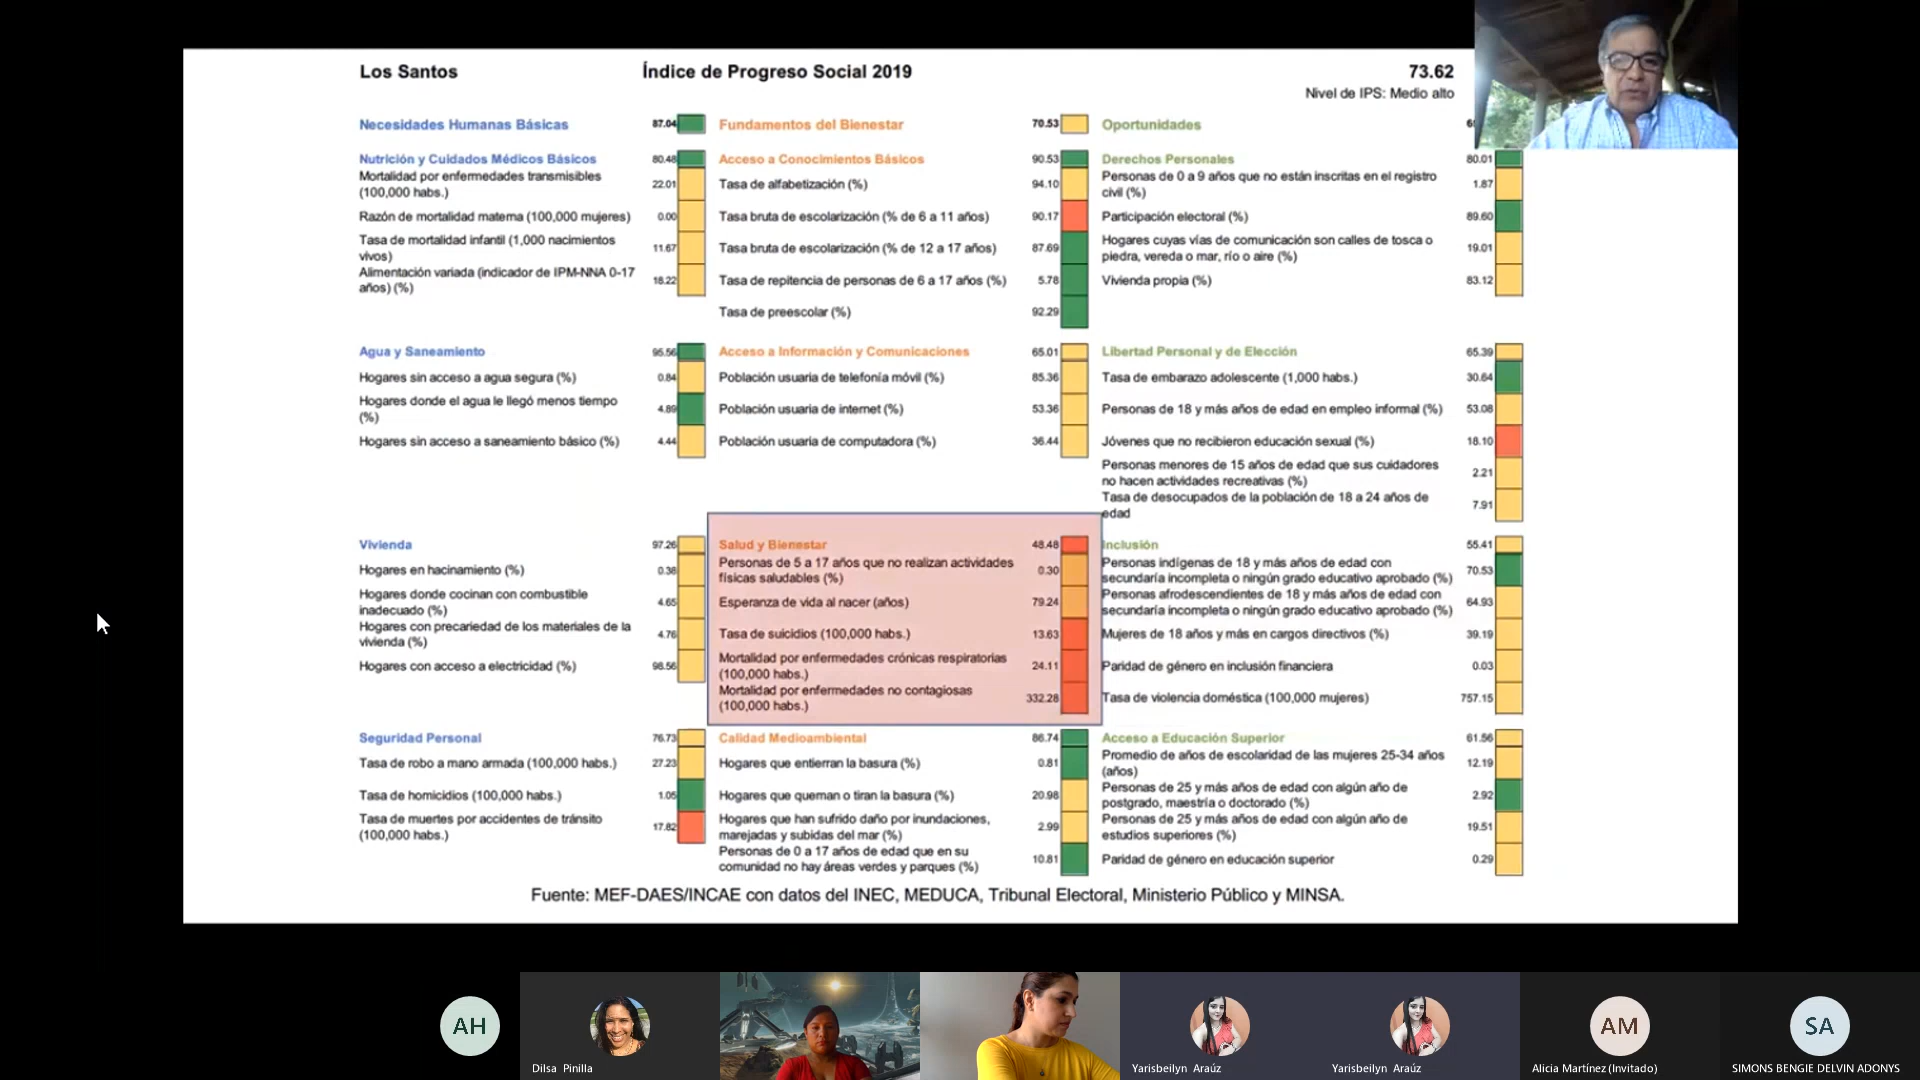 Los Santos
Índice de Progreso Social 2019
73.62
Nivel de IPS: Medio alto
Necesidades Humanas Básicas 87.04
Nutrición y Cuidados Médicos Básicos 80.48
Mortalidad por enfermedades transmisibles
(100,000 habs.) 22.01
Razón de mortalidad materna (100,000 mujeres) 0.00
Tasa de mortalidad infantil (1,000 nacimientos
vivos) 11.67
Alimentación variada (indicador de IPM-NNA 0-17
años) (%) 18.22
Agua y Saneamiento 95.56
Hogares sin acceso a agua segura (%) 0.84
Hogares donde el agua le llegó menos tiempo
(%) 4.89
Hogares sin acceso a saneamiento básico (%) 4.44
Vivienda 97.26
Hogares en hacinamiento (%) 0.38
Hogares donde cocinan con combustible
inadecuado (%) 4.65
Hogares con precariedad de los materiales de la
vivienda (%) 4.76
Hogares con acceso a electricidad (%) 98.56
Seguridad Personal 76.73
Tasa de robo a mano armada (100,000 habs.) 27.23
Tasa de homicidios (100,000 habs.) 1.05
Tasa de muertes por accidentes de tránsito
(100,000 habs.) 17.82
Fundamentos del Bienestar 70.53
Acceso a Conocimientos Básicos 90.53
Tasa de alfabetización (%) 94.10
Tasa bruta de escolarización (% de 6 a 11 años) 90.17
Tasa bruta de escolarización (% de 12 a 17 años) 87.69
Tasa de repitencia de personas de 6 a 17 años (%) 5.78
Tasa de preescolar (%) 92.29
Acceso a Información y Comunicaciones 65.01
Población usuaria de telefonía móvil (%) 85.36
Población usuaria de internet (%) 53.36
Población usuaria de computadora (%) 36.44
Salud y Bienestar 48.48
Personas de 5 a 17 años que no realizan actividades
físicas saludables (%) 0.30
Esperanza de vida al nacer (años) 79.24
Tasa de suicidios (100,000 habs.) 13.63
Mortalidad por enfermedades crónicas respiratorias
(100,000 habs.) 24.11
Mortalidad por enfermedades no contagiosas
(100,000 habs.) 332.28
Calidad Medioambiental 86.74
Hogares que entierran la basura (%) 0.81
Hogares que queman o tiran la basura (%) 20.98
Hogares que han sufrido daño por inundaciones,
marejadas y subidas del mar (%) 2.99
Personas de 0 a 17 años de edad que en su
comunidad no hay áreas verdes y parques (%) 10.81
Oportunidades
Derechos Personales 80.01
Personas de 0 a 9 años que no están inscritas en el registro
civil (%) 1.87
Participación electoral (%) 89.60
Hogares cuyas vías de comunicación son calles de tosca o
piedra, vereda o mar, río o aire (%) 19.01
Vivienda propia (%) 83.12
Libertad Personal y de Elección 65.39
Tasa de embarazo adolescente (1,000 habs.) 30.64
Personas de 18 y más años de edad en empleo informal (%) 53.08
Jóvenes que no recibieron educación sexual (%) 18.10
Personas menores de 15 años de edad que sus cuidadores
no hacen actividades recreativas (%) 2.21
Tasa de desocupados de la población de 18 a 24 años de
edad 7.91
Inclusión 55.41
Personas indígenas de 18 y más años de edad con
secundaría incompleta o ningún grado educativo aprobado (%) 70.53
Personas afrodescendientes de 18 y más años de edad con
secundaría incompleta o ningún grado educativo aprobado (%) 64.93
Mujeres de 18 años y más en cargos directivos (%) 39.19
Paridad de género en inclusión financiera 0.03
Tasa de violencia doméstica (100,000 mujeres) 757.15
Acceso a Educación Superior 61.56
Promedio de años de escolaridad de las mujeres 25-34 años
(años) 12.19
Personas de 25 y más años de edad con algún año de
postgrado, maestría o doctorado (%) 2.92
Personas de 25 y más años de edad con algún año de
estudios superiores (%) 19.51
Paridad de género en educación superior 0.29
Fuente: MEF-DAES/INCAE con datos del INEC, MEDUCA, Tribunal Electoral, Ministerio Público y MINSA.
AH
Dilsa Pinilla
Yarisbeilyn Araúz
Yarisbeilyn Araúz
AM
Alicia Martínez (Invitado)
SA
SIMONS BENGIE DELVIN ADONYS